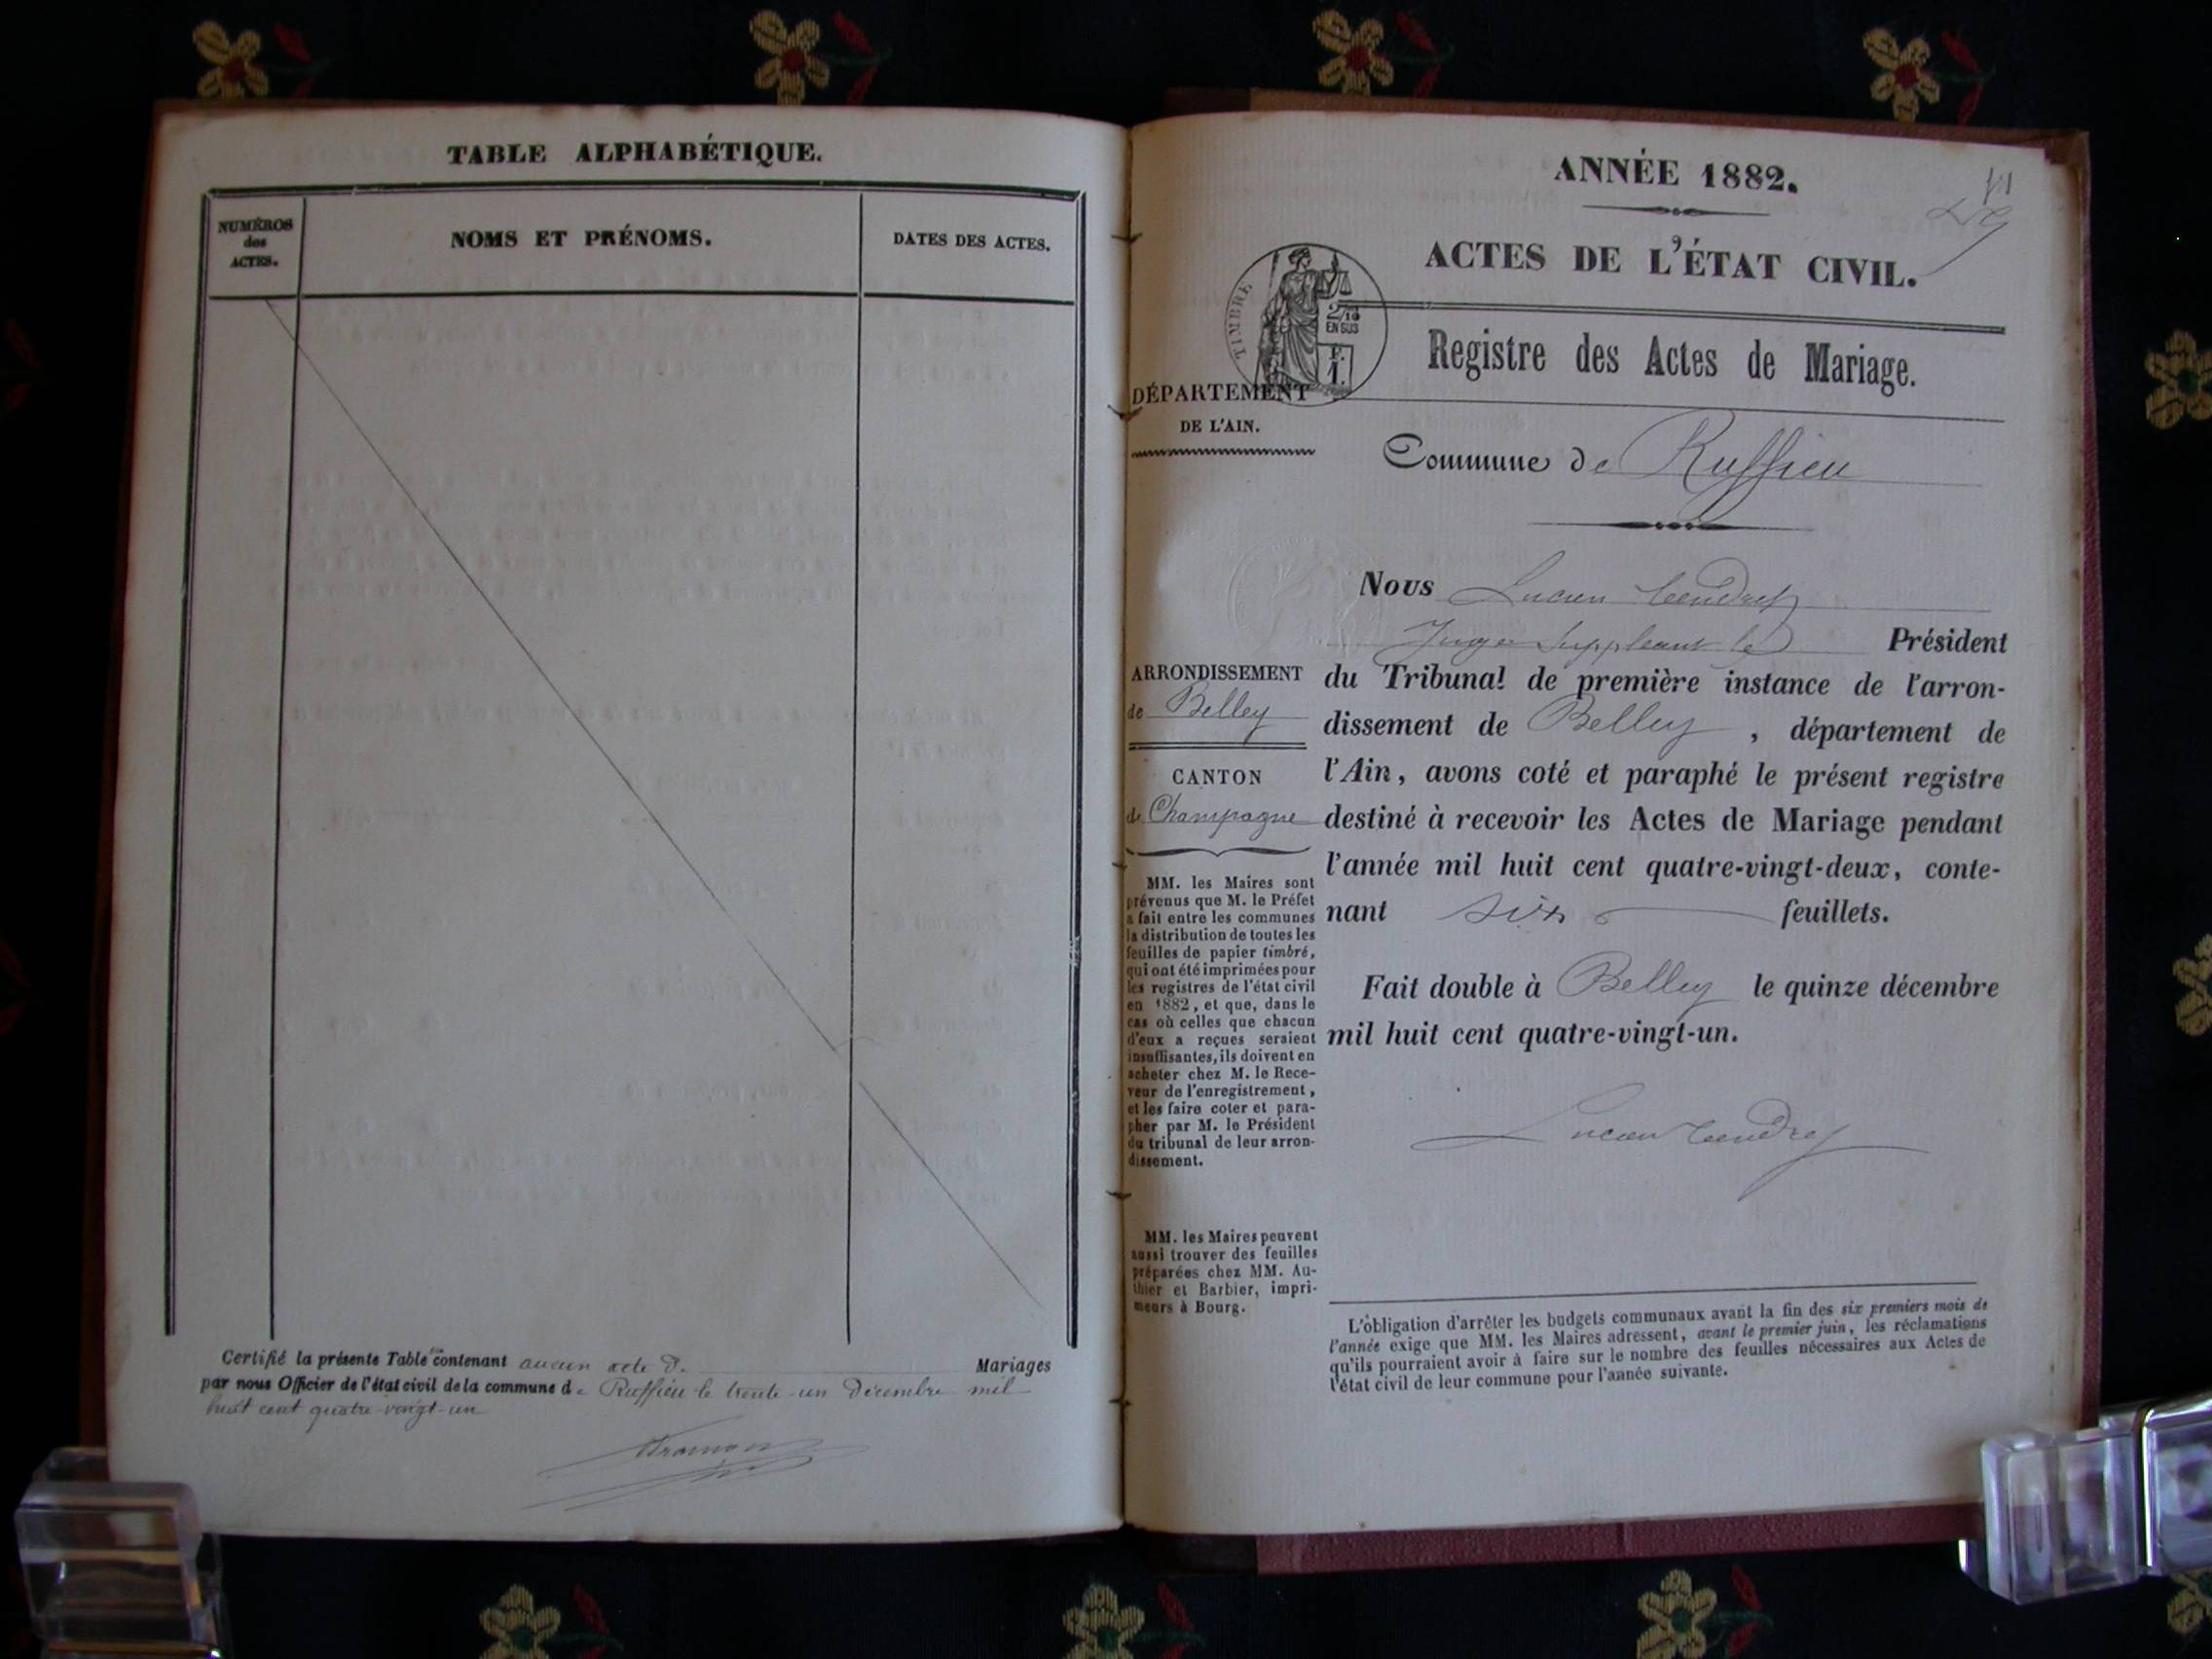 TABLE ALPHABÉTIQUE.
NUMÉROS
des
ACTES.
NOMS ET PRÉNOMS.
DATES DES ACTES.
Certifié la présente Table contenant aucun acte de Mariages
par nous Officier de l'état civil de la commune de Ruffieu le trente-un décembre mil
huit cent quatre-vingt-un
ANNÉE 1882.
ACTES DE L'ÉTAT CIVIL.
TIMBRE
2/10
EN SUS
F.
1.
Registre des Actes de Mariage.
DÉPARTEMENT
DE L'AIN.
Commune de Ruffieu
Nous Lucien Tendret
Juge suppléant le Président
du Tribunal de première instance de l'arron-
dissement de Belley, département de
l'Ain, avons coté et paraphé le présent registre
destiné à recevoir les Actes de Mariage pendant
l'année mil huit cent quatre-vingt-deux, conte-
nant six feuillets.
Fait double à Belley le quinze décembre
mil huit cent quatre-vingt-un.
Lucien Tendret
ARRONDISSEMENT
de Belley
CANTON
de Champagne
MM. les Maires sont
prévenus que M. le Préfet
a fait entre les communes
la distribution de toutes les
feuilles de papier timbré,
qui ont été imprimées pour
les registres de l'état civil
en 1882, et que, dans le
cas où celles que chacun
d'eux a reçues seraient
insuffisantes, ils doivent en
acheter chez M. le Rece-
veur de l'enregistrement,
et les faire coter et para-
pher par M. le Président
du tribunal de leur arron-
dissement.
MM. les Maires peuvent
aussi trouver des feuilles
préparées chez MM. Au-
thier et Barbier, impri-
meurs à Bourg.
L'obligation d'arrêter les budgets communaux avant la fin des six premiers mois de
l'année exige que MM. les Maires adressent, avant le premier juin, les réclamations
qu'ils pourraient avoir à faire sur le nombre des feuilles nécessaires aux Actes de
l'état civil de leur commune pour l'année suivante.